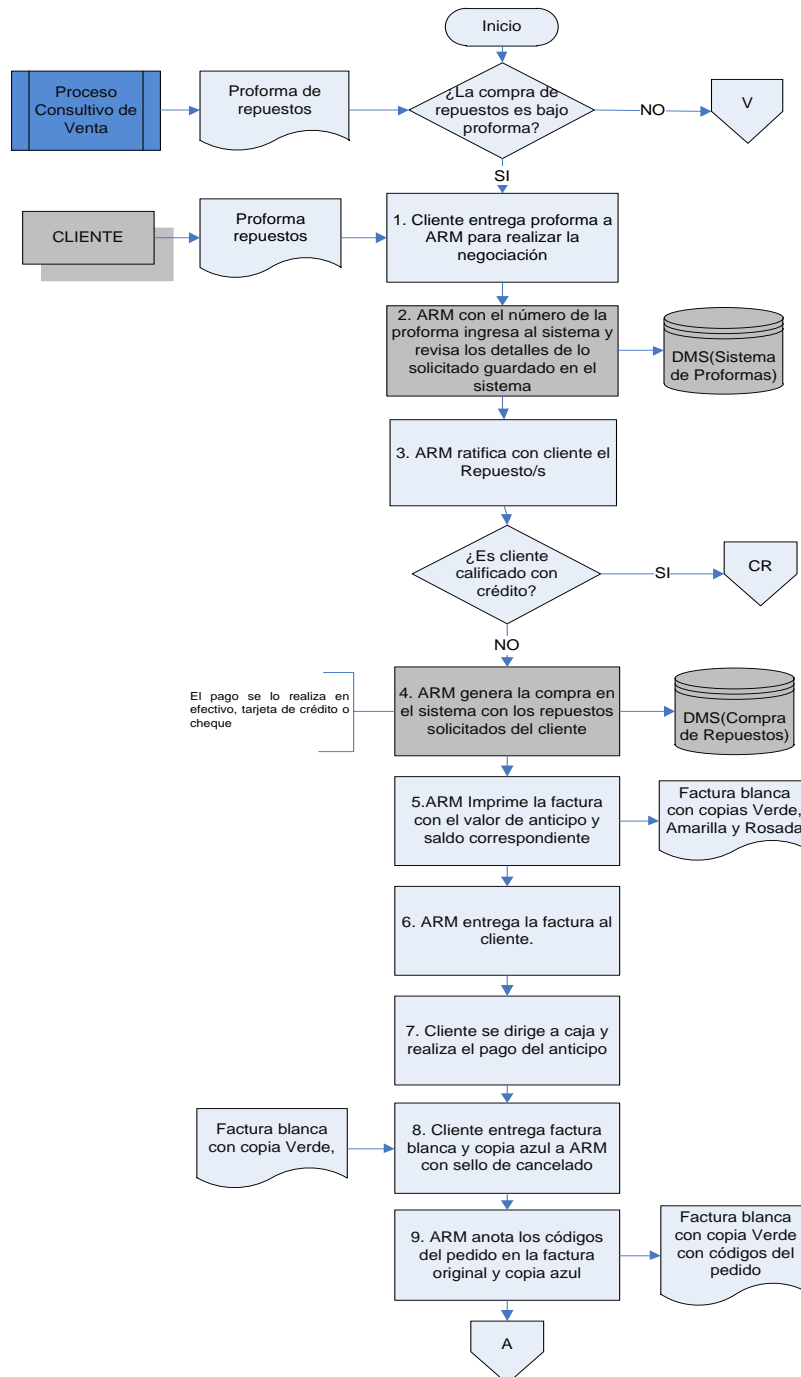 Inicio
Proceso
Consultivo de
Venta
Proforma de
repuestos
¿La compra de
repuestos es bajo
proforma?
NO
V
SI
CLIENTE
Proforma
repuestos
1. Cliente entrega proforma a
ARM para realizar la
negociación
2. ARM con el número de la
proforma ingresa al sistema y
revisa los detalles de lo
solicitado guardado en el
sistema
DMS(Sistema
de Proformas)
3. ARM ratifica con cliente el
Repuesto/s
¿Es cliente
calificado con
crédito?
SI
CR
NO
El pago se lo realiza en
efectivo, tarjeta de crédito o
cheque
4. ARM genera la compra en
el sistema con los repuestos
solicitados del cliente
DMS(Compra
de Repuestos)
5.ARM Imprime la factura
con el valor de anticipo y
saldo correspondiente
Factura blanca
con copias Verde,
Amarilla y Rosada
6. ARM entrega la factura al
cliente.
7. Cliente se dirige a caja y
realiza el pago del anticipo
Factura blanca
con copia Verde,
8. Cliente entrega factura
blanca y copia azul a ARM
con sello de cancelado
9. ARM anota los códigos
del pedido en la factura
original y copia azul
Factura blanca
con copia Verde
con códigos del
pedido
A